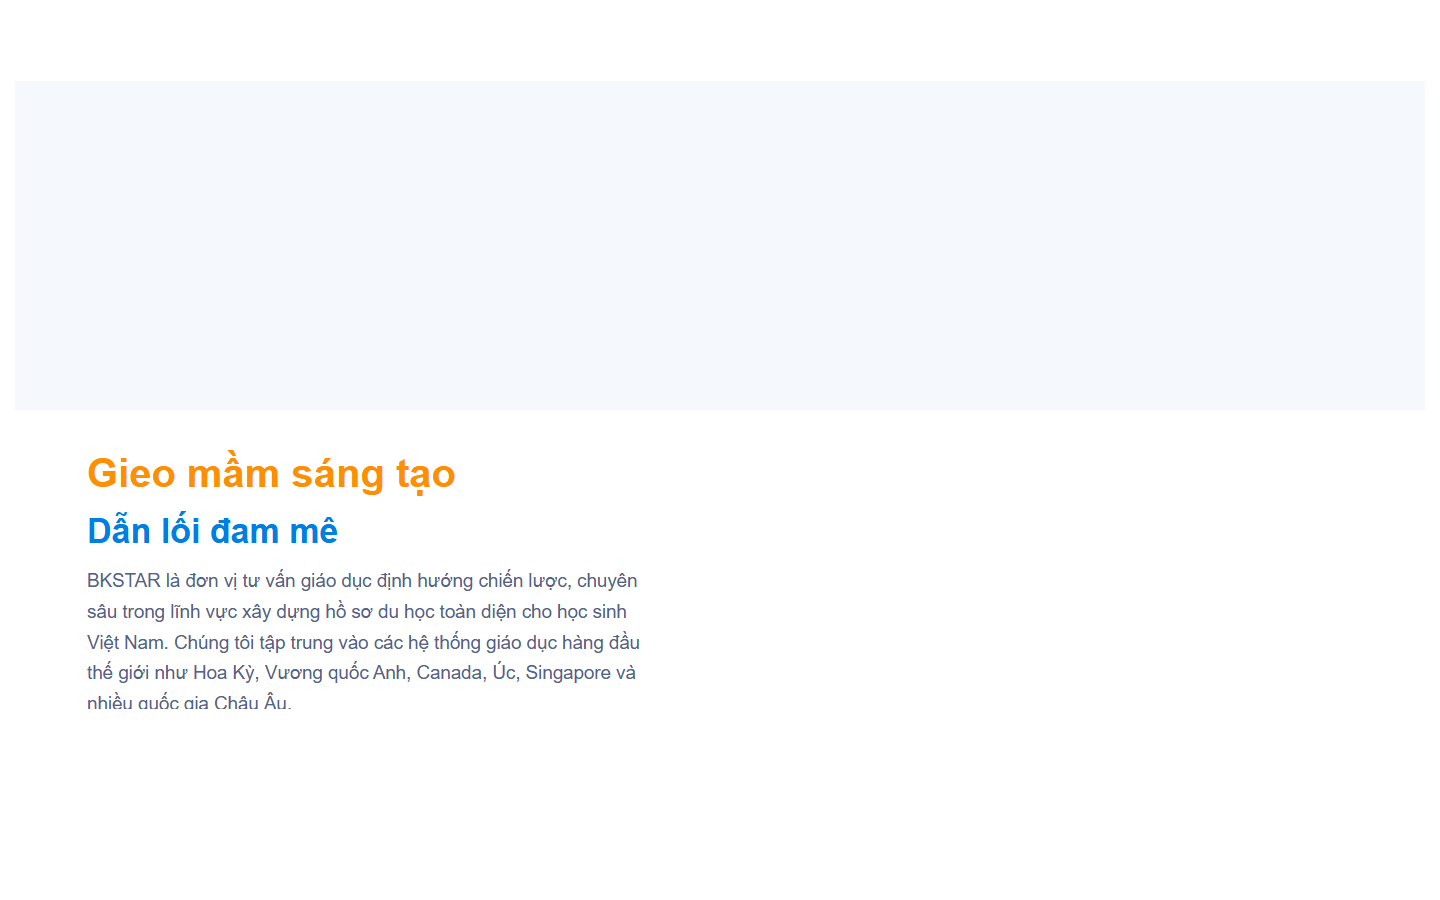 Gieo mầm sáng tạo
Dẫn lối đam mê
BKSTAR là đơn vị tư vấn giáo dục định hướng chiến lược, chuyên
sâu trong lĩnh vực xây dựng hồ sơ du học toàn diện cho học sinh
Việt Nam. Chúng tôi tập trung vào các hệ thống giáo dục hàng đầu
thế giới như Hoa Kỳ, Vương quốc Anh, Canada, Úc, Singapore và
nhiều quốc gia Châu Âu.